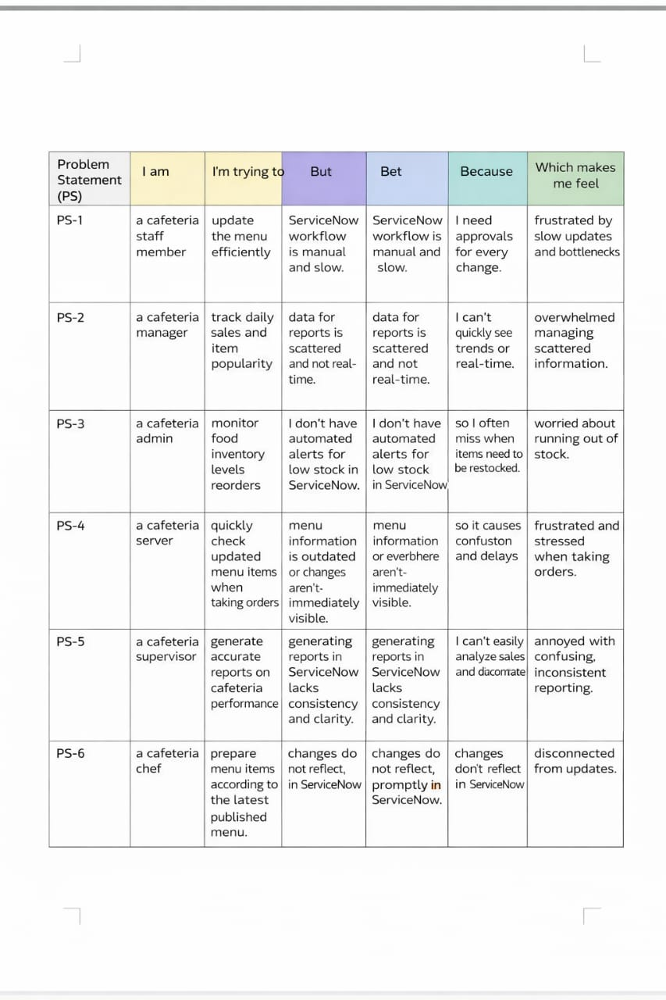 Problem
Statement
(PS)
I am
I'm trying to
But
Bet
Because
Which makes
me feel
PS-1
a cafeteria
staff
member
update
the menu
efficiently
ServiceNow
workflow
is manual
and slow.
ServiceNow
workflow is
manual and
slow.
I need
approvals
for every
change.
frustrated by
slow updates
and bottlenecks
PS-2
a cafeteria
manager
track daily
sales and
item
popularity
data for
reports is
scattered
and not real-
time.
data for
reports is
scattered
and not
real-time.
I can't
quickly see
trends or
real-time.
overwhelmed
managing
scattered
information.
PS-3
a cafeteria
admin
monitor
food
inventory
levels
reorders
I don't have
automated
alerts for
low stock in
ServiceNow.
I don't have
automated
alerts for
low stock
in ServiceNow
so I often
miss when
items need to
be restocked.
worried about
running out of
stock.
PS-4
a cafeteria
server
quickly
check
updated
menu items
when
taking orders
menu
information
is outdated
or changes
aren't-
immediately
visible.
menu
information
or everbhere
aren't-
immediately
visible.
so it causes
confuston
and delays
frustrated and
stressed
when taking
orders.
PS-5
a cafeteria
supervisor
generate
accurate
reports on
cafeteria
performance
generating
reports in
ServiceNow
lacks
consistency
and clarity.
generating
reports in
ServiceNow
lacks
consistency
and clarity.
I can't easily
analyze sales
and
annoyed with
confusing,
inconsistent
reporting.
PS-6
a cafeteria
chef
prepare
menu items
according to
the latest
published
menu.
changes do
not reflect,
in ServiceNow
changes do
not reflect,
promptly in
ServiceNow.
changes
don't reflect
in ServiceNow
disconnected
from updates.